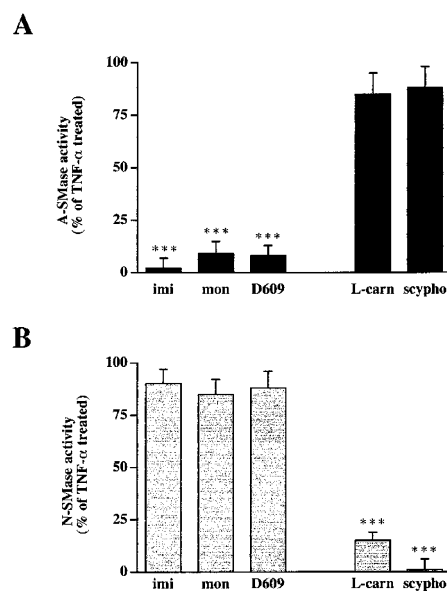 A
A-SMase activity
(% of TNF-α treated)
100
75
50
25
0
***
***
***
imi
mon
D609
L-carn
scypho
B
N-SMase activity
(% of TNF-α treated)
100
75
50
25
0
***
***
imi
mon
D609
L-carn
scypho